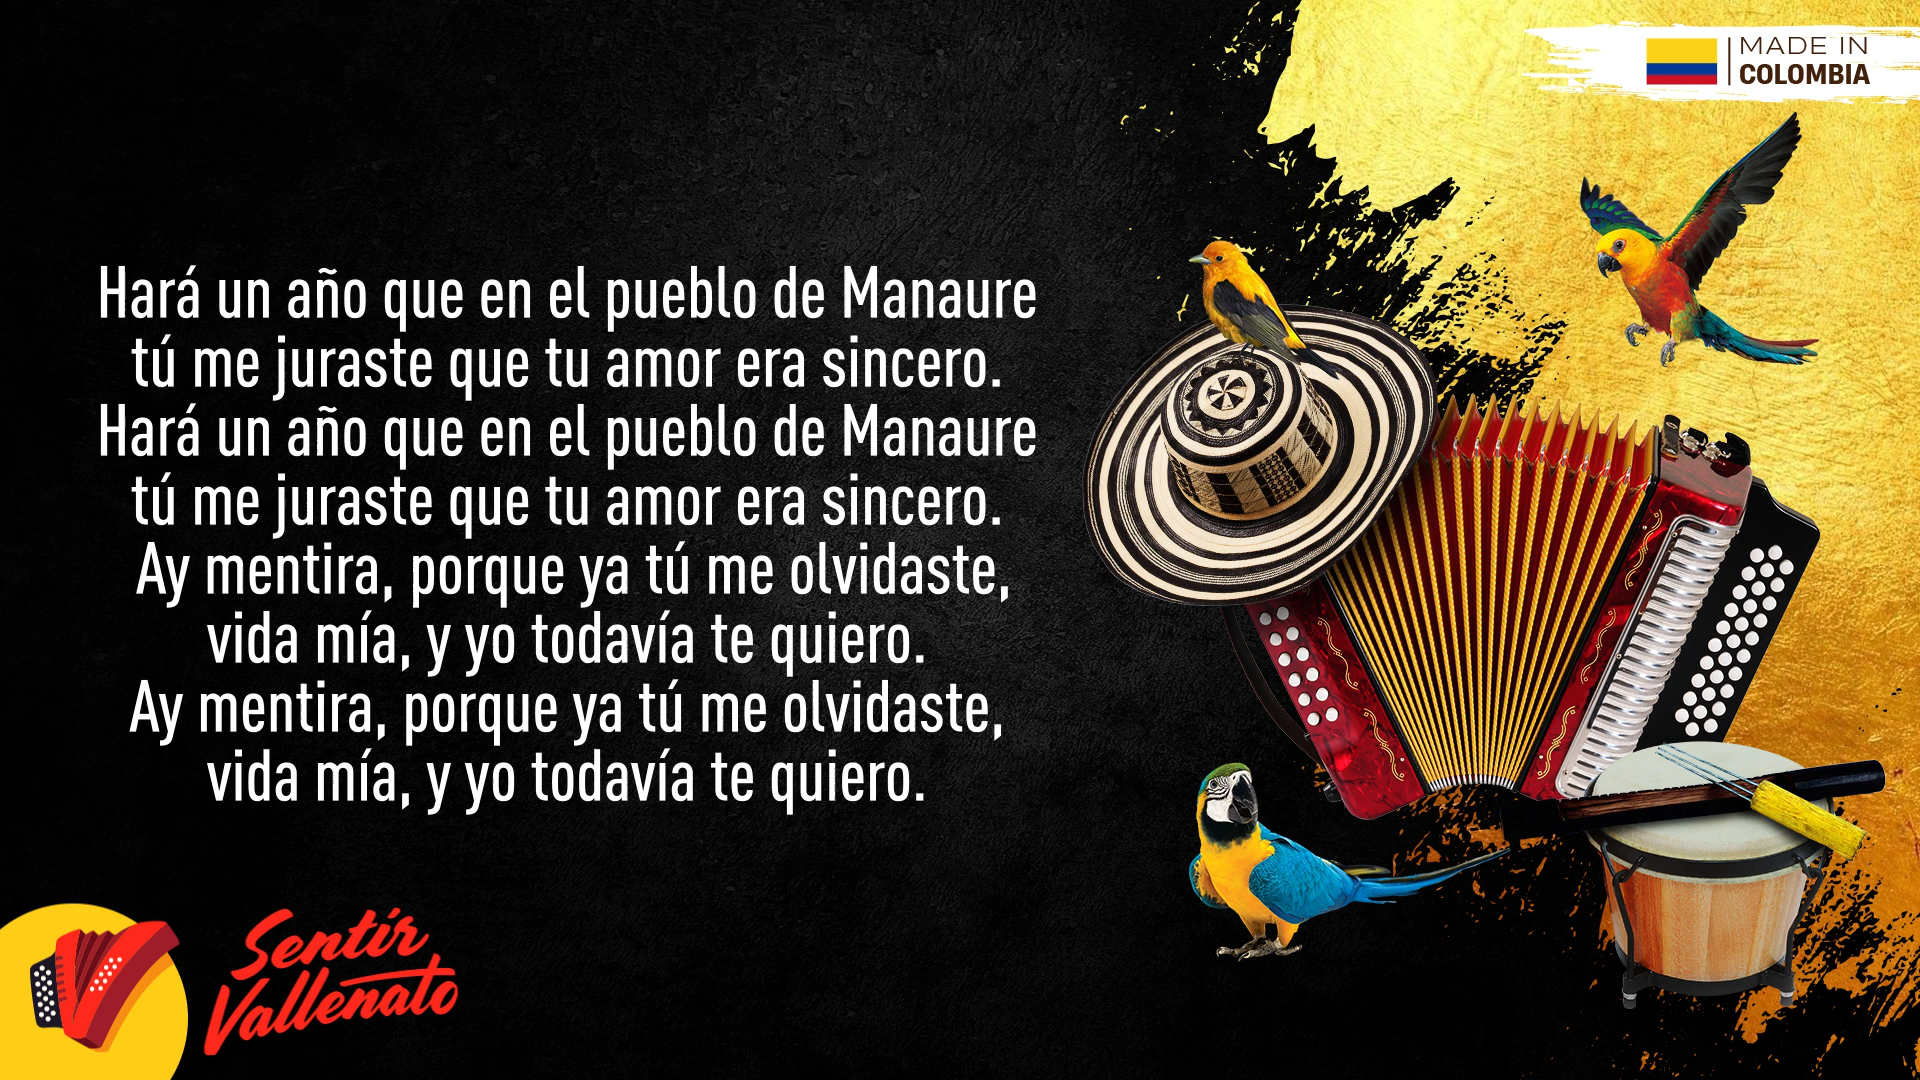 MADE IN
COLOMBIA
Hará un año que en el pueblo de Manaure
tú me juraste que tu amor era sincero.
Hará un año que en el pueblo de Manaure
tú me juraste que tu amor era sincero.
Ay mentira, porque ya tú me olvidaste,
vida mía, y yo todavía te quiero.
Ay mentira, porque ya tú me olvidaste,
vida mía, y yo todavía te quiero.
Sentir
Vallenato